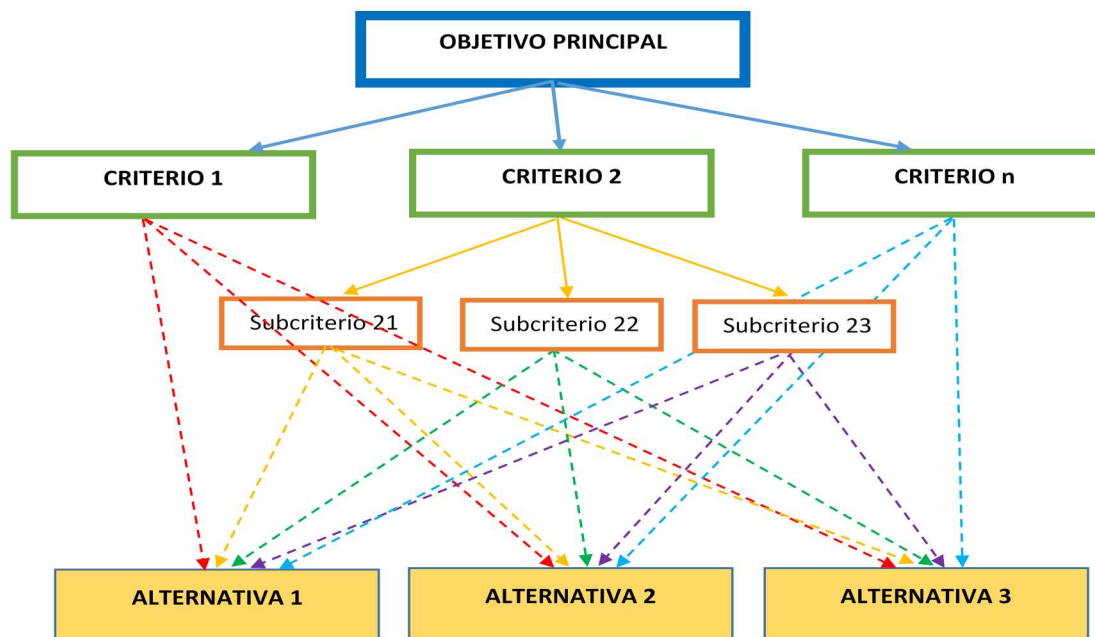 OBJETIVO PRINCIPAL
CRITERIO 1
CRITERIO 2
CRITERIO n
Subcriterio 21
Subcriterio 22
Subcriterio 23
ALTERNATIVA 1
ALTERNATIVA 2
ALTERNATIVA 3